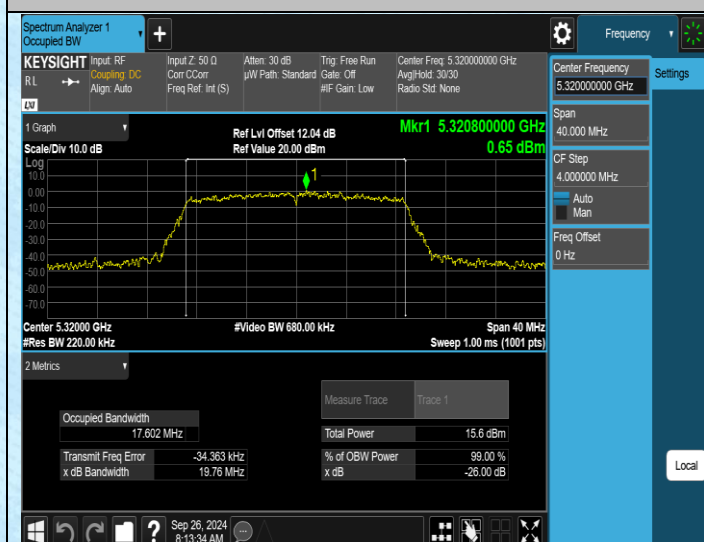 Spectrum Analyzer 1
Occupied BW
+
Frequency
KEYSIGHT
RL
LXI
Input: RF
Coupling: DC
Align: Auto
Input Z: 50 Ω
Corr CCorr
Freq Ref: Int (S)
Atten: 30 dB
µW Path: Standard
Trig: Free Run
Gate: Off
#IF Gain: Low
Center Freq: 5.320000000 GHz
Avg|Hold: 30/30
Radio Std: None
Center Frequency
5.320000000 GHz
Settings
Span
40.000 MHz
CF Step
4.000000 MHz
Auto
Man
Freq Offset
0 Hz
Local
1 Graph
Scale/Div 10.0 dB
Ref Lvl Offset 12.04 dB
Ref Value 20.00 dBm
Mkr1 5.320800000 GHz
0.65 dBm
Log
10.0
0.00
-10.0
-20.0
-30.0
-40.0
-50.0
-60.0
-70.0
1
Center 5.32000 GHz
#Res BW 220.00 kHz
#Video BW 680.00 kHz
Span 40 MHz
Sweep 1.00 ms (1001 pts)
2 Metrics
Measure Trace Trace 1
Occupied Bandwidth
17.602 MHz
Total Power 15.6 dBm
Transmit Freq Error -34.363 kHz
% of OBW Power 99.00 %
x dB Bandwidth 19.76 MHz
x dB -26.00 dB
?
Sep 26, 2024
8:13:34 AM